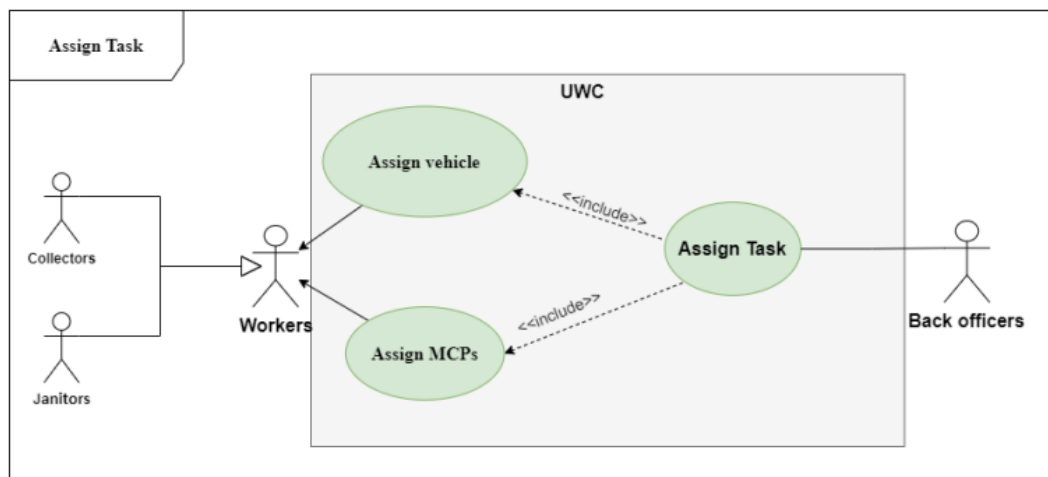 Assign Task
UWC
Assign vehicle
<<include>>
Collectors
Assign Task
Workers
Back officers
<<include>>
Assign MCPs
Janitors